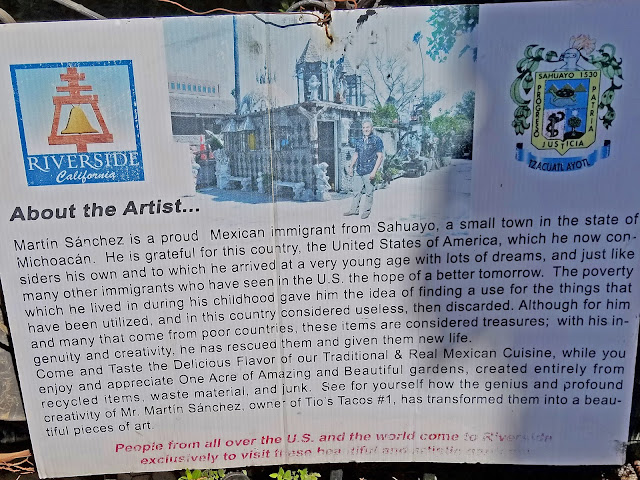 RIVERSIDE
California
SAHUAYO 1530
PROGRESO
PATRIA
JUSTICIA
IZACUATL AYOTL
About the Artist...
Martín Sánchez is a proud Mexican immigrant from Sahuayo, a small town in the state of
Michoacán. He is grateful for this country, the United States of America, which he now con-
siders his own and to which he arrived at a very young age with lots of dreams, and just like
many other immigrants who have seen in the U.S. the hope of a better tomorrow. The poverty
which he lived in during his childhood gave him the idea of finding a use for the things that
have been utilized, and in this country considered useless, then discarded. Although for him
and many that come from poor countries, these items are considered treasures; with his in-
genuity and creativity, he has rescued them and given them new life.
Come and Taste the Delicious Flavor of our Traditional & Real Mexican Cuisine, while you
enjoy and appreciate One Acre of Amazing and Beautiful gardens, created entirely from
recycled items, waste material, and junk. See for yourself how the genius and profound
creativity of Mr. Martín Sánchez, owner of Tio's Tacos #1, has transformed them into a beau-
tiful pieces of art.
People from all over the U.S. and the world come to Riverside
exclusively to visit these beautiful and artistic